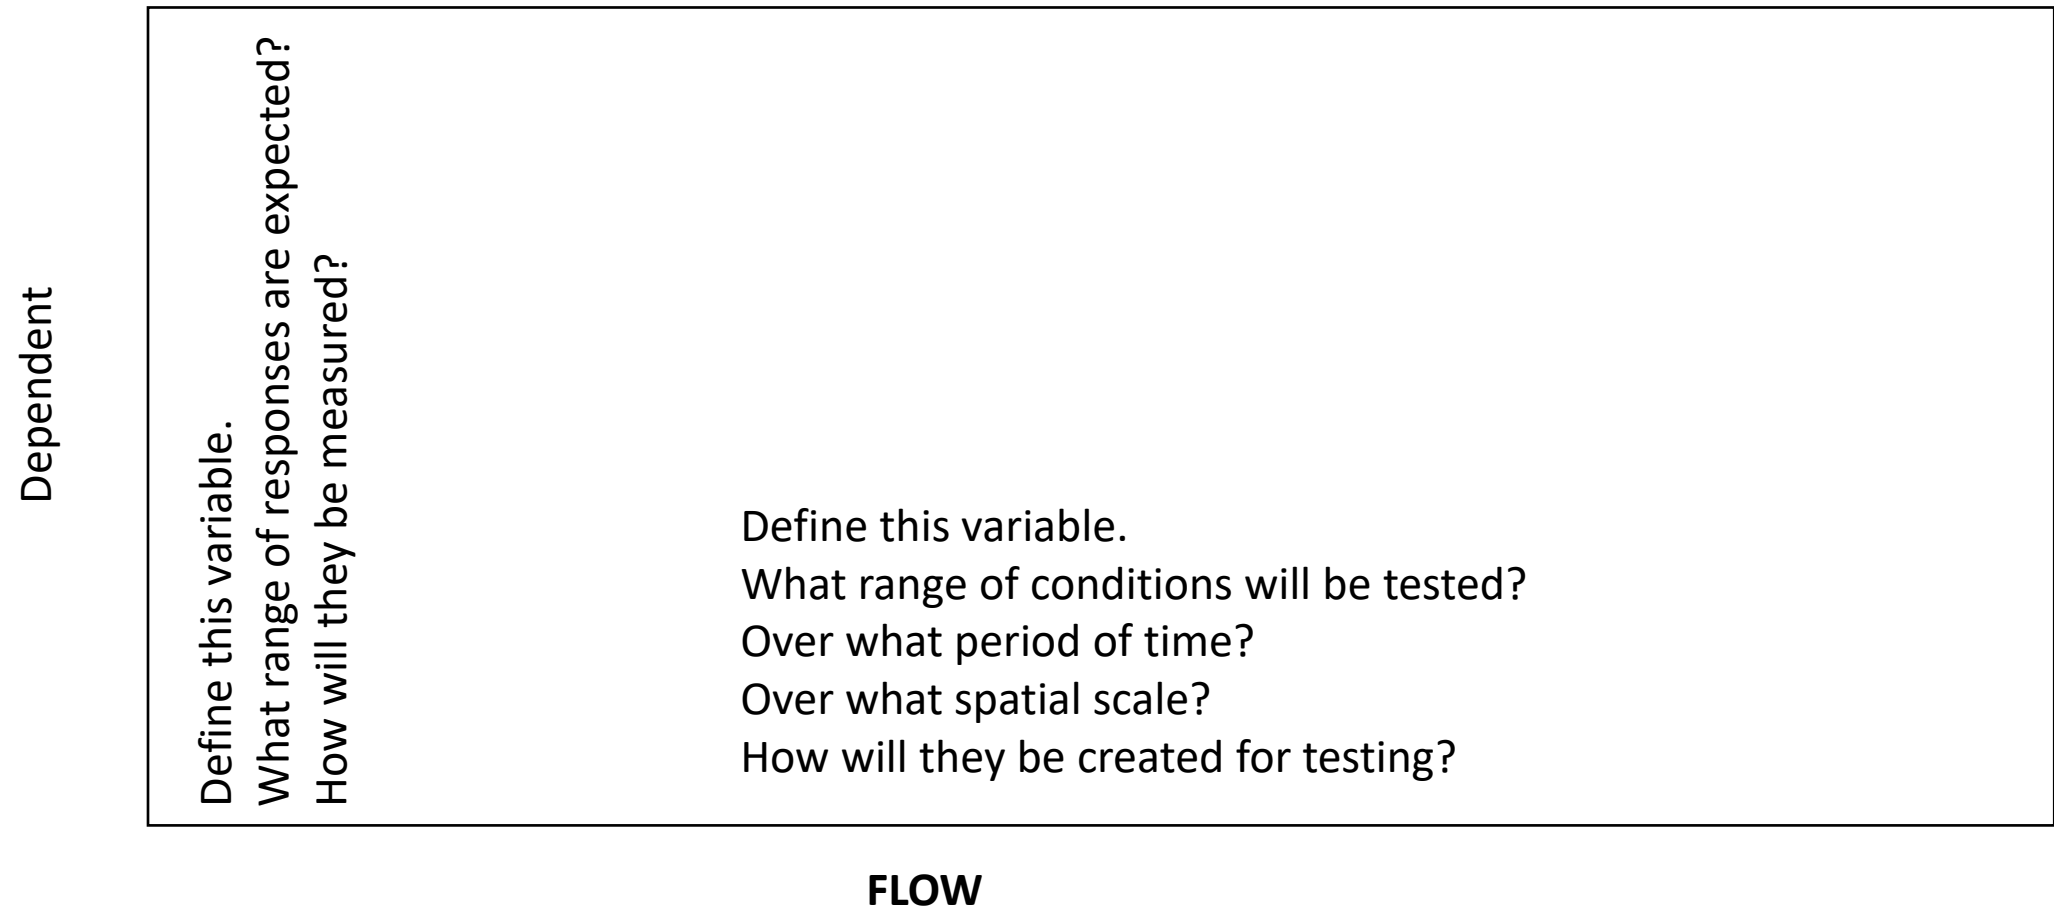 Dependent
Define this variable.
What range of responses are expected?
How will they be measured?
Define this variable.
What range of conditions will be tested?
Over what period of time?
Over what spatial scale?
How will they be created for testing?
FLOW